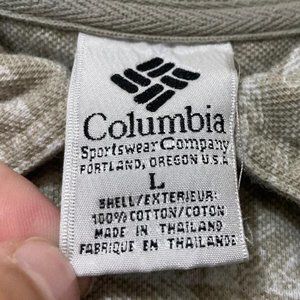 Columbia
Sportswear Company
PORTLAND, OREGON U.S.A
L
SHELL/EXTERIEUR:
100% COTTON/COTON
MADE IN THAILAND
FABRIQUE EN THAILANDE